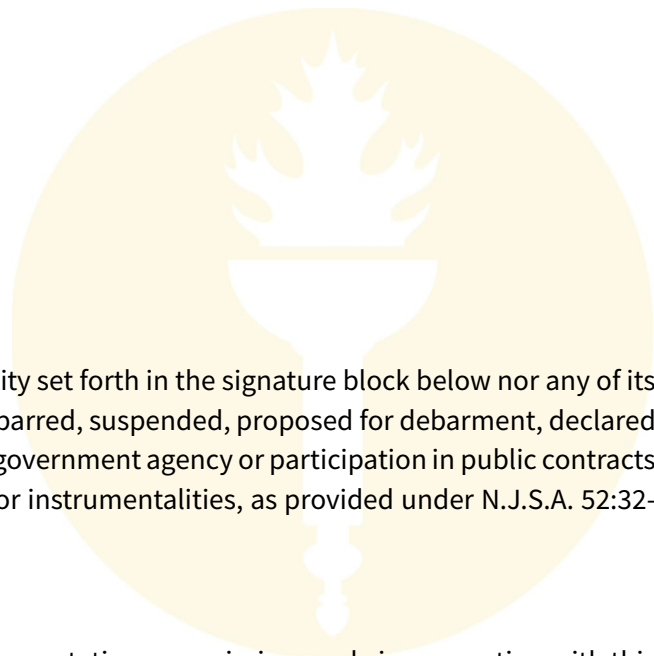 ity set forth in the signature block below nor any of its
barred, suspended, proposed for debarment, declared
government agency or participation in public contracts
or instrumentalities, as provided under N.J.S.A. 52:32-